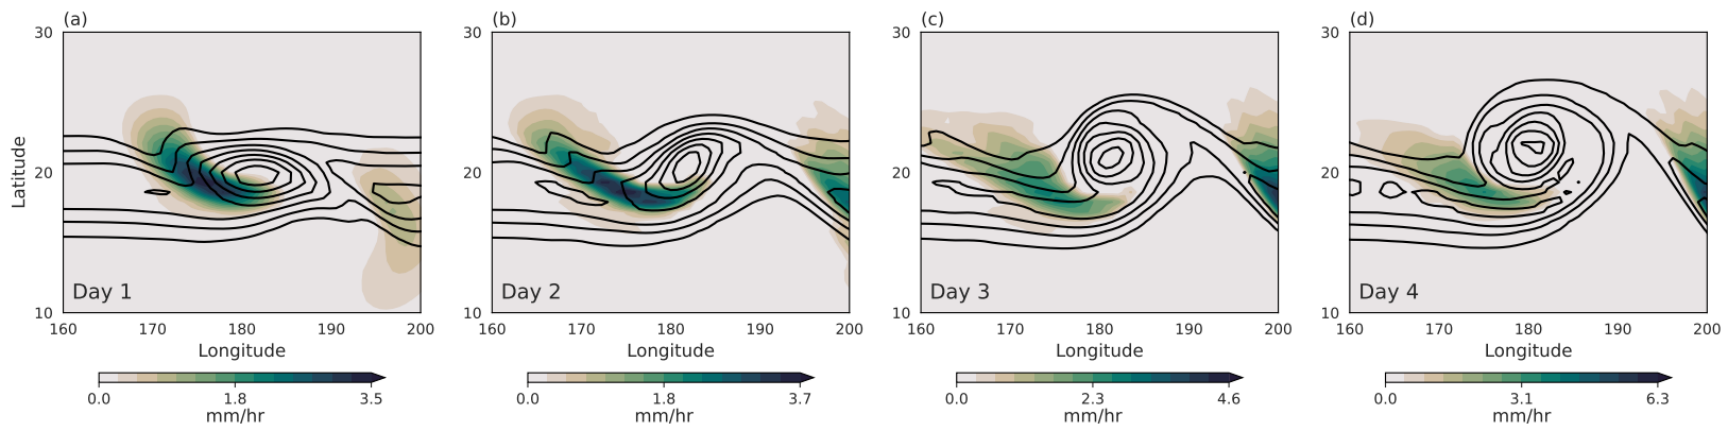 (a)
(b)
(c)
(d)
30
20
10
Latitude
Day 1
160 170 180 190 200
Longitude
0.0 1.8 3.5
mm/hr
30
20
10
Day 2
160 170 180 190 200
Longitude
0.0 1.8 3.7
mm/hr
30
20
10
Day 3
160 170 180 190 200
Longitude
0.0 2.3 4.6
mm/hr
30
20
10
Day 4
160 170 180 190 200
Longitude
0.0 3.1 6.3
mm/hr